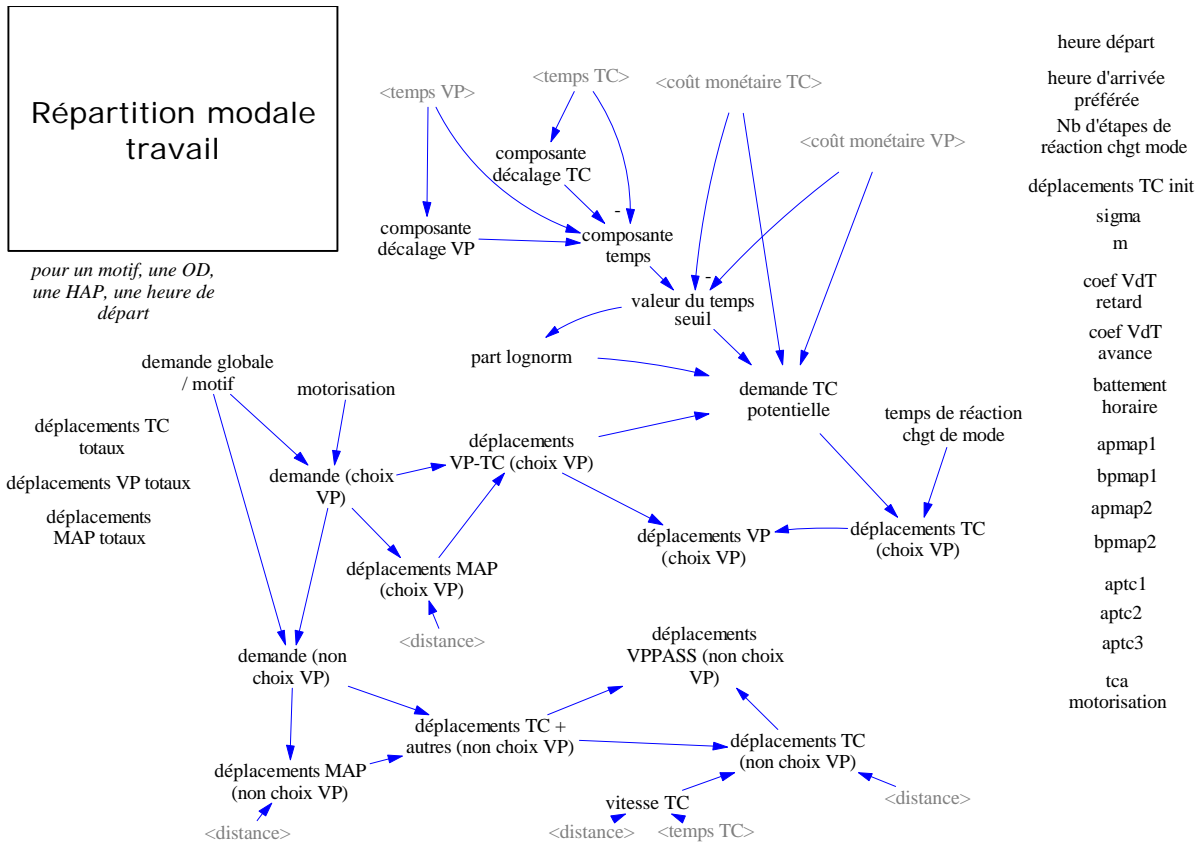 Répartition modale
travail
pour un motif, une OD,
une HAP, une heure de
départ
<temps VP>
<temps TC>
<coût monétaire TC>
<coût monétaire VP>
composante
décalage TC
composante
décalage VP
-
composante
temps
-
valeur du temps
seuil
part lognorm
demande TC
potentielle
temps de réaction
chgt de mode
demande globale
/ motif
motorisation
déplacements TC
totaux
déplacements VP totaux
déplacements
MAP totaux
demande (choix
VP)
déplacements
VP-TC (choix VP)
déplacements VP
(choix VP)
déplacements TC
(choix VP)
déplacements MAP
(choix VP)
<distance>
demande (non
choix VP)
déplacements
VPPASS (non choix
VP)
déplacements TC +
autres (non choix VP)
déplacements TC
(non choix VP)
déplacements MAP
(non choix VP)
<distance>
vitesse TC
<distance>
<temps TC>
<distance>
heure départ
heure d'arrivée
préférée
Nb d'étapes de
réaction chgt mode
déplacements TC init
sigma
m
coef VdT
retard
coef VdT
avance
battement
horaire
apmap1
bpmap1
apmap2
bpmap2
aptc1
aptc2
aptc3
tca
motorisation